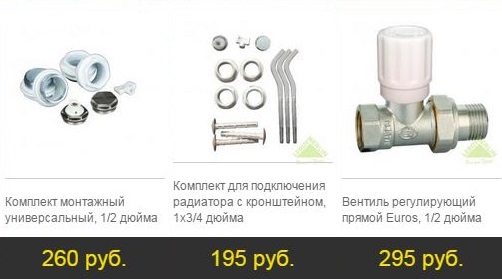 Комплект монтажный
универсальный, 1/2 дюйма
260 руб.
Комплект для подключения
радиатора с кронштейном,
1х3/4 дюйма
195 руб.
Вентиль регулирующий
прямой Euros, 1/2 дюйма
295 руб.